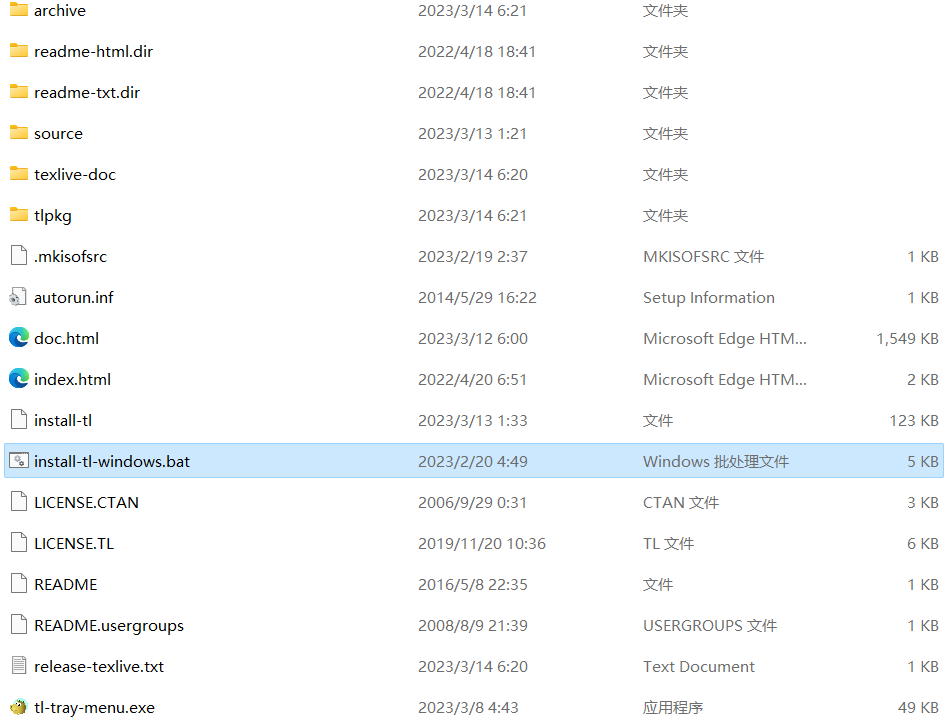 archive 2023/3/14 6:21 文件夹
readme-html.dir 2022/4/18 18:41 文件夹
readme-txt.dir 2022/4/18 18:41 文件夹
source 2023/3/13 1:21 文件夹
texlive-doc 2023/3/14 6:20 文件夹
tlpkg 2023/3/14 6:21 文件夹
.mkisofsrc 2023/2/19 2:37 MKISOFSRC 文件 1 KB
autorun.inf 2014/5/29 16:22 Setup Information 1 KB
doc.html 2023/3/12 6:00 Microsoft Edge HTM... 1,549 KB
index.html 2022/4/20 6:51 Microsoft Edge HTM... 2 KB
install-tl 2023/3/13 1:33 文件 123 KB
install-tl-windows.bat 2023/2/20 4:49 Windows 批处理文件 5 KB
LICENSE.CTAN 2006/9/29 0:31 CTAN 文件 3 KB
LICENSE.TL 2019/11/20 10:36 TL 文件 6 KB
README 2016/5/8 22:35 文件 1 KB
README.usergroups 2008/8/9 21:39 USERGROUPS 文件 1 KB
release-texlive.txt 2023/3/14 6:20 Text Document 1 KB
tl-tray-menu.exe 2023/3/8 4:43 应用程序 49 KB